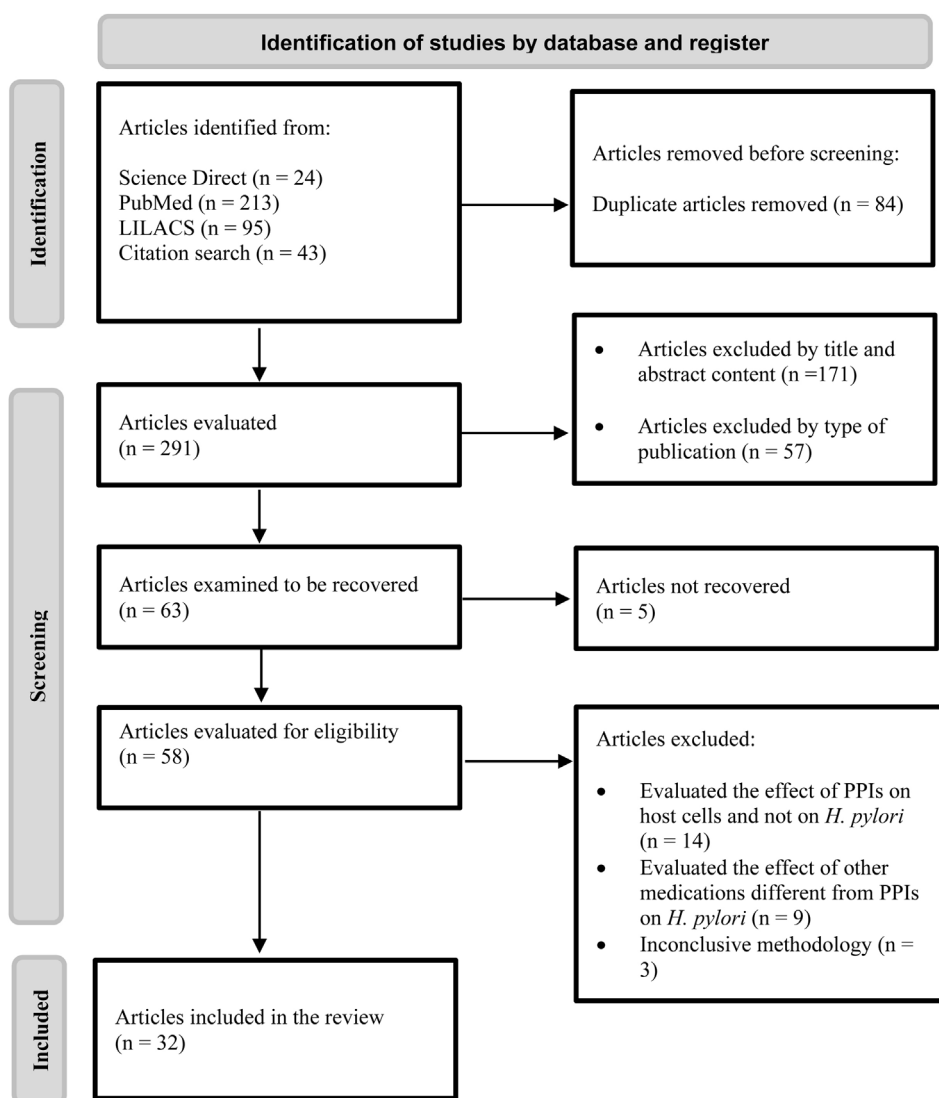 Identification of studies by database and register
Identification
Articles identified from:
Science Direct (n = 24)
PubMed (n = 213)
LILACS (n = 95)
Citation search (n = 43)
Articles removed before screening:
Duplicate articles removed (n = 84)
Screening
Articles evaluated
(n = 291)
• Articles excluded by title and
abstract content (n =171)
• Articles excluded by type of
publication (n = 57)
Articles examined to be recovered
(n = 63)
Articles not recovered
(n = 5)
Articles evaluated for eligibility
(n = 58)
Articles excluded:
• Evaluated the effect of PPIs on
host cells and not on H. pylori
(n = 14)
• Evaluated the effect of other
medications different from PPIs
on H. pylori (n = 9)
• Inconclusive methodology (n =
3)
Included
Articles included in the review
(n = 32)